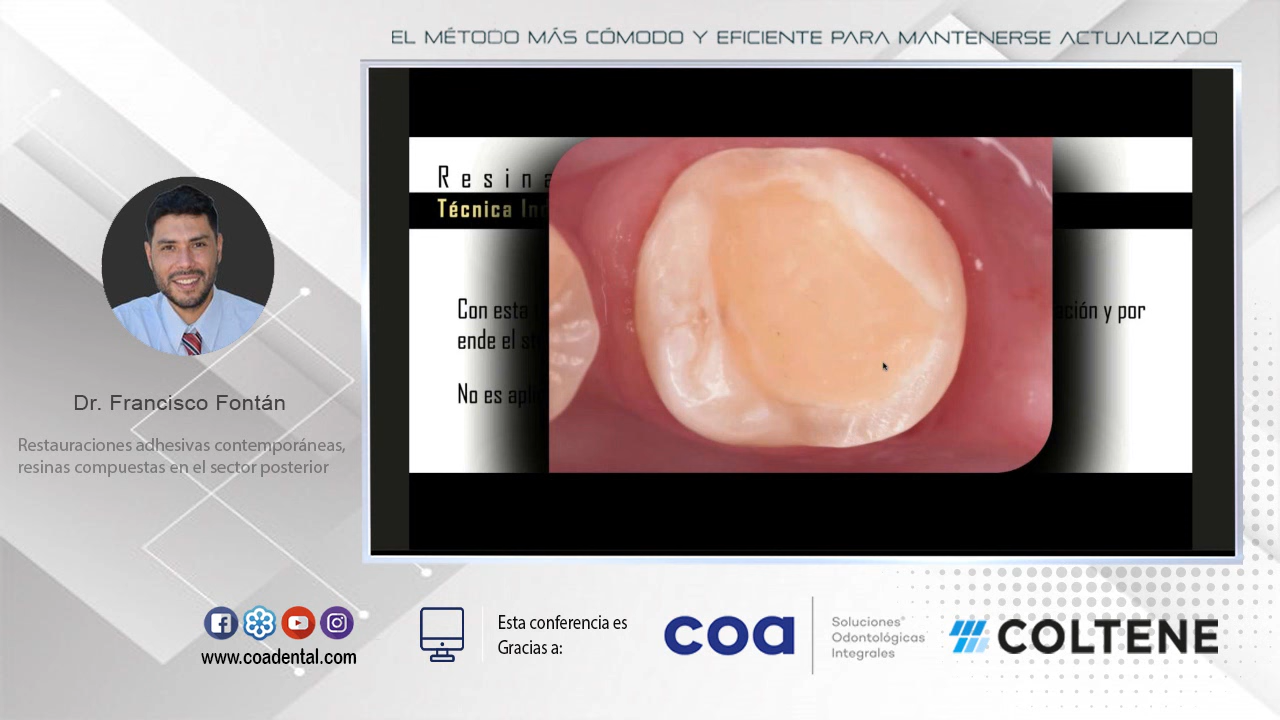 EL MÉTODO MÁS CÓMODO Y EFICIENTE PARA MANTENERSE ACTUALIZADO
Resina
Técnica
Con esta
ación y por
ende el
No es
Dr. Francisco Fontán
Restauraciones adhesivas contemporáneas,
resinas compuestas en el sector posterior
www.coadental.com
Esta conferencia es
Gracias a:
coa
Soluciones®
Odontológicas
Integrales
COLTENE